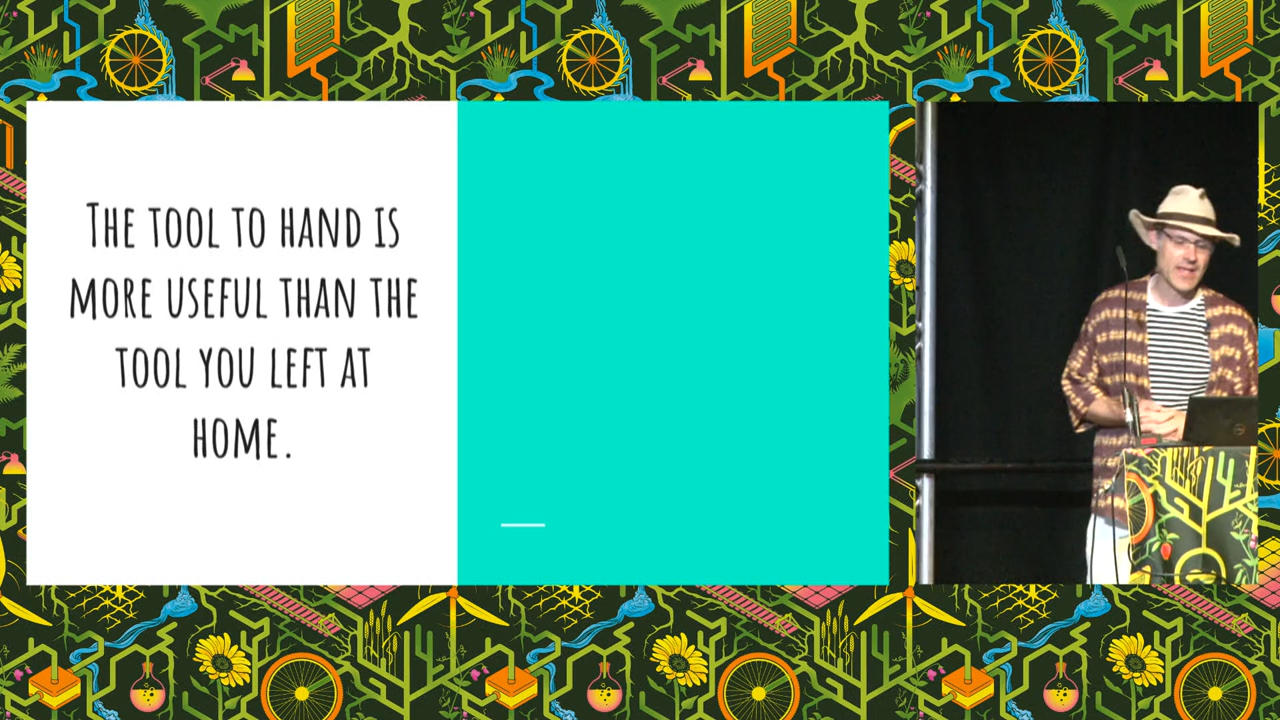 The tool to hand is
more useful than the
tool you left at
home.